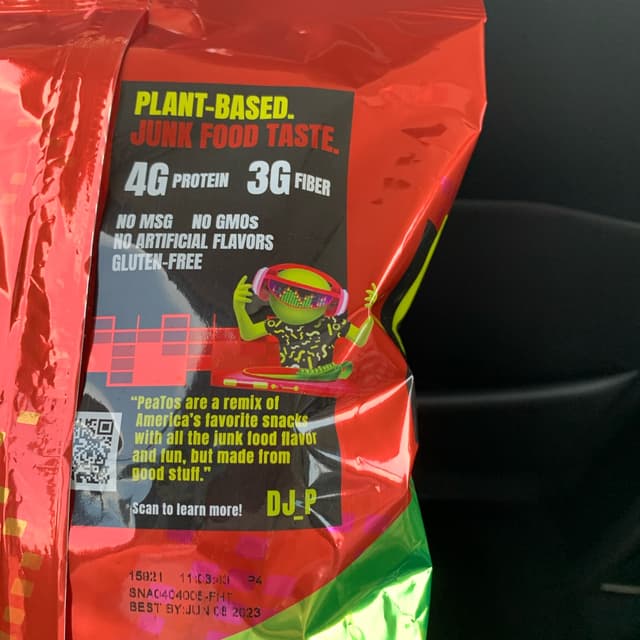 PLANT-BASED.
JUNK FOOD TASTE.
4G PROTEIN 3G FIBER
NO MSG NO GMOs
NO ARTIFICIAL FLAVORS
GLUTEN-FREE
"PeaTos are a remix of
America's favorite snacks
with all the junk food flavor
and fun, but made from
good stuff."
Scan to learn more! DJ_P
15921 P4
BEST BY:JUN 2023